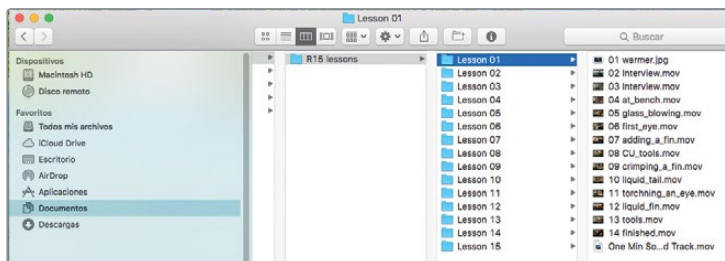 Lesson 01
Buscar
Dispositivos
Macintosh HD
Disco remoto
Favoritos
Todos mis archivos
iCloud Drive
Escritorio
AirDrop
Aplicaciones
Documentos
Descargas
R15 lessons
Lesson 01
Lesson 02
Lesson 03
Lesson 04
Lesson 05
Lesson 06
Lesson 07
Lesson 08
Lesson 09
Lesson 10
Lesson 11
Lesson 12
Lesson 13
Lesson 14
Lesson 15
01 warmer.jpg
02 Interview.mov
03 Interview.mov
04 at_bench.mov
05 glass_blowing.mov
06 first_eye.mov
07 adding_a_fin.mov
08 CU_tools.mov
09 crimping_a_fin.mov
10 liquid_tail.mov
11 torchning_an_eye.mov
12 liquid_fin.mov
13 tools.mov
14 finished.mov
One Min So...d Track.mov